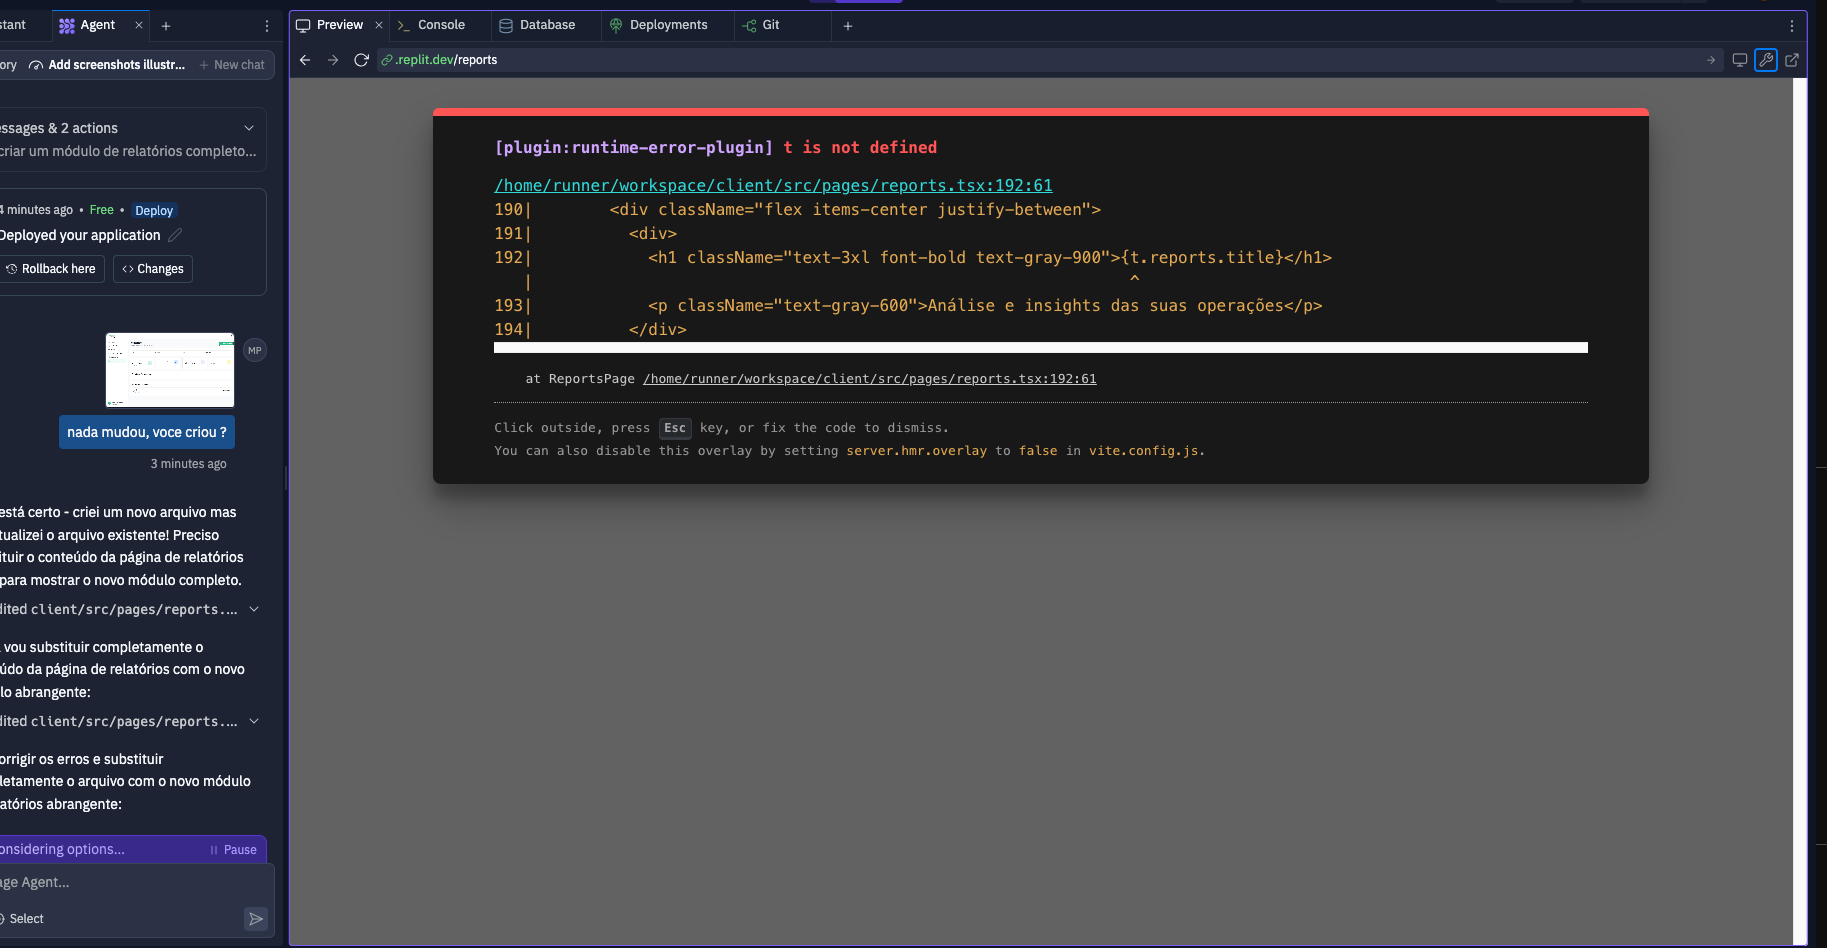 stant
Agent
Preview
Console
Database
Deployments
Git
ory
Add screenshots illustr...
New chat
.replit.dev/reports
ssages & 2 actions
criar um módulo de relatórios completo...
4 minutes ago • Free • Deploy
Deployed your application
Rollback here
Changes
MP
nada mudou, voce criou ?
3 minutes ago
está certo - criei um novo arquivo mas
tualizei o arquivo existente! Preciso
ituir o conteúdo da página de relatórios
para mostrar o novo módulo completo.
dited client/src/pages/reports....
vou substituir completamente o
údo da página de relatórios com o novo
lo abrangente:
dited client/src/pages/reports....
orrigir os erros e substituir
letamente o arquivo com o novo módulo
atórios abrangente:
onsidering options...
Pause
age Agent...
Select
[plugin:runtime-error-plugin] t is not defined
/home/runner/workspace/client/src/pages/reports.tsx:192:61
190|        <div className="flex items-center justify-between">
191|          <div>
192|            <h1 className="text-3xl font-bold text-gray-900">{t.reports.title}</h1>
|                                                               ^
193|            <p className="text-gray-600">Análise e insights das suas operações</p>
194|          </div>
at ReportsPage /home/runner/workspace/client/src/pages/reports.tsx:192:61
Click outside, press Esc key, or fix the code to dismiss.
You can also disable this overlay by setting server.hmr.overlay to false in vite.config.js.